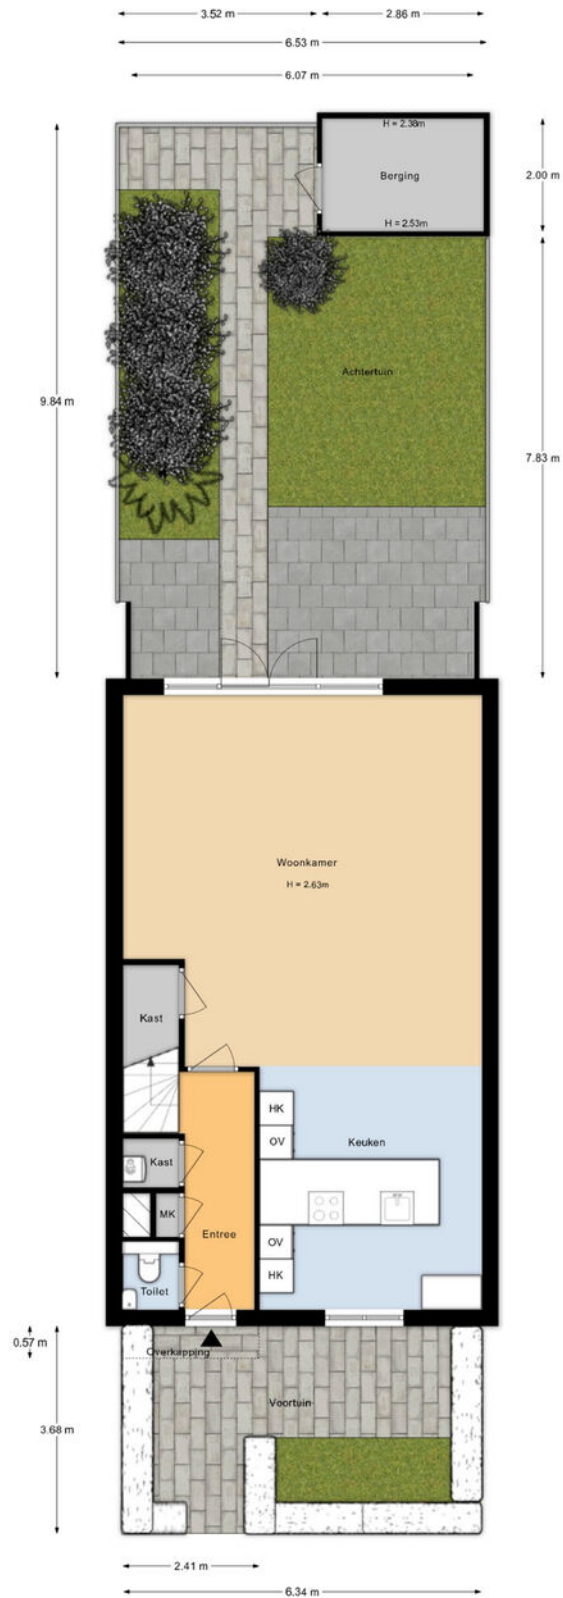 3.52 m
2.86 m
6.53 m
6.07 m
H = 2.38m
Berging
2.00 m
H = 2.53m
Achtertuin
9.84 m
7.83 m
Woonkamer
H = 2.63m
Kast
HK
OV
Keuken
Kast
MK
Entree
OV
HK
Toilet
0.57 m
Overkapping
Voortuin
3.68 m
2.41 m
6.34 m